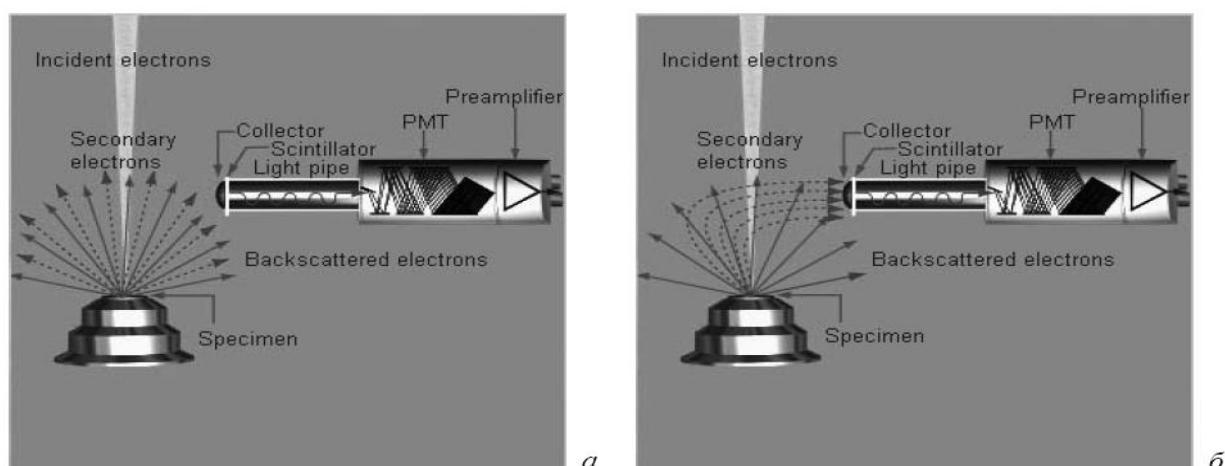 Incident electrons
Preamplifier
PMT
Secondary
electrons
Collector
Scintillator
Light pipe
Backscattered electrons
Specimen
а
Incident electrons
Preamplifier
PMT
Secondary
electrons
Collector
Scintillator
Light pipe
Backscattered electrons
Specimen
б